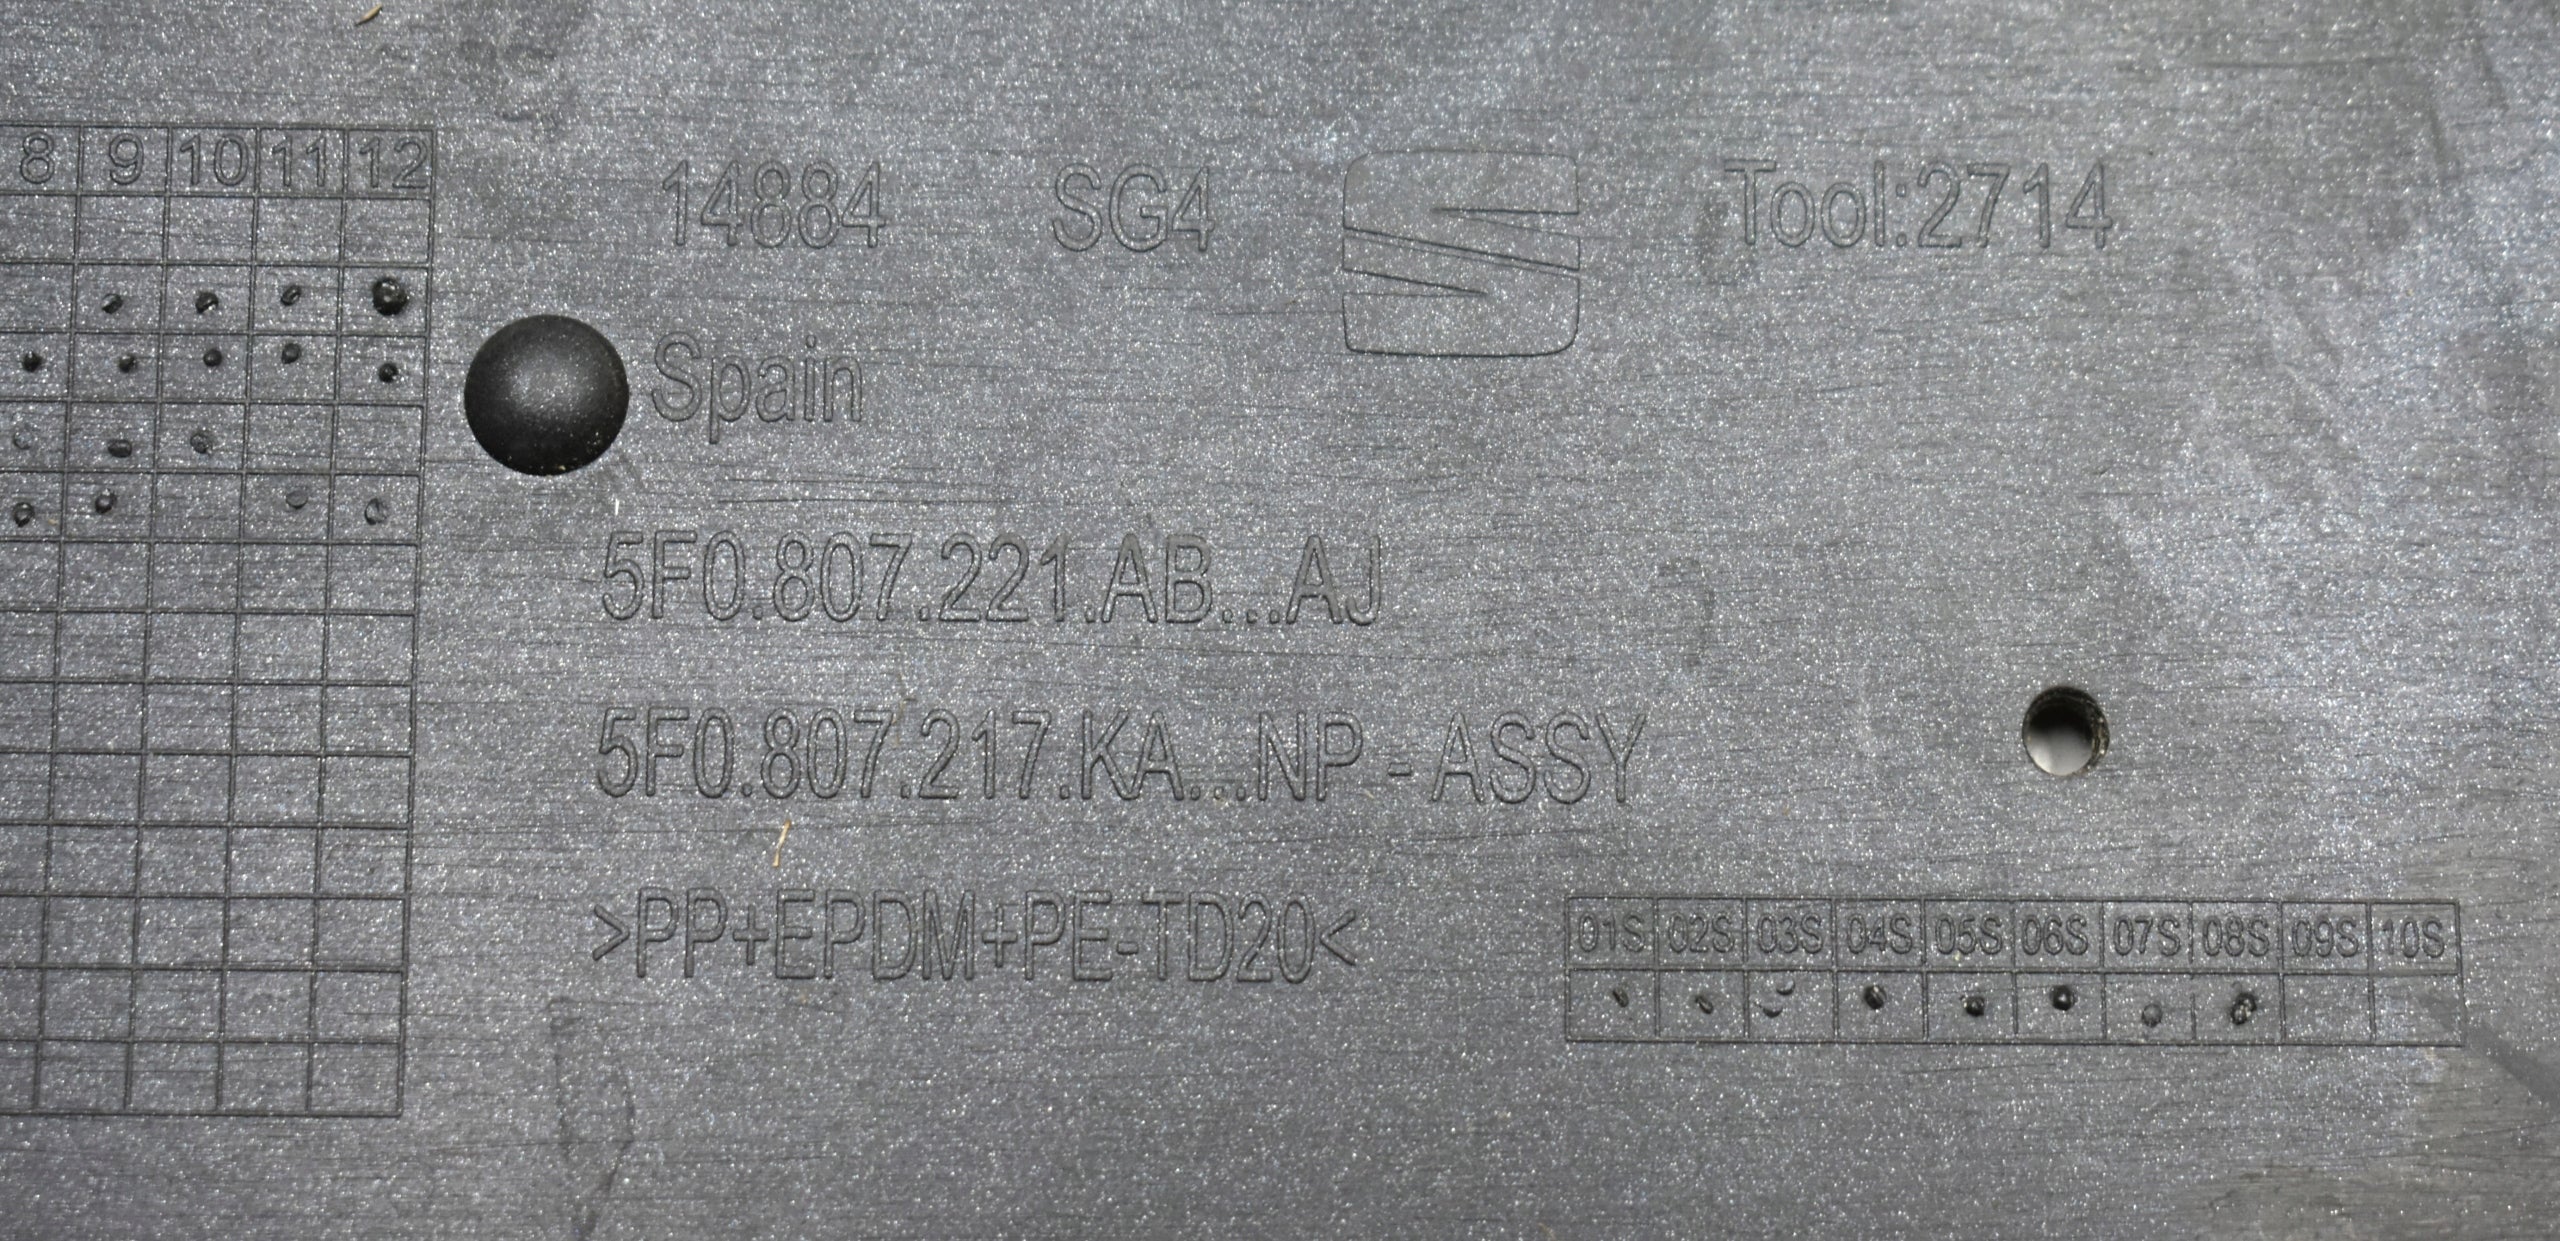 8 9 10 11 12
14884 SG4 Tool:2714
Spain
5F0.807.221.AB...AJ
5F0.807.217.KA...NP - ASSY
>PP+EPDM+PE-TD20<
01S 02S 03S 04S 05S 06S 07S 08S 09S 10S